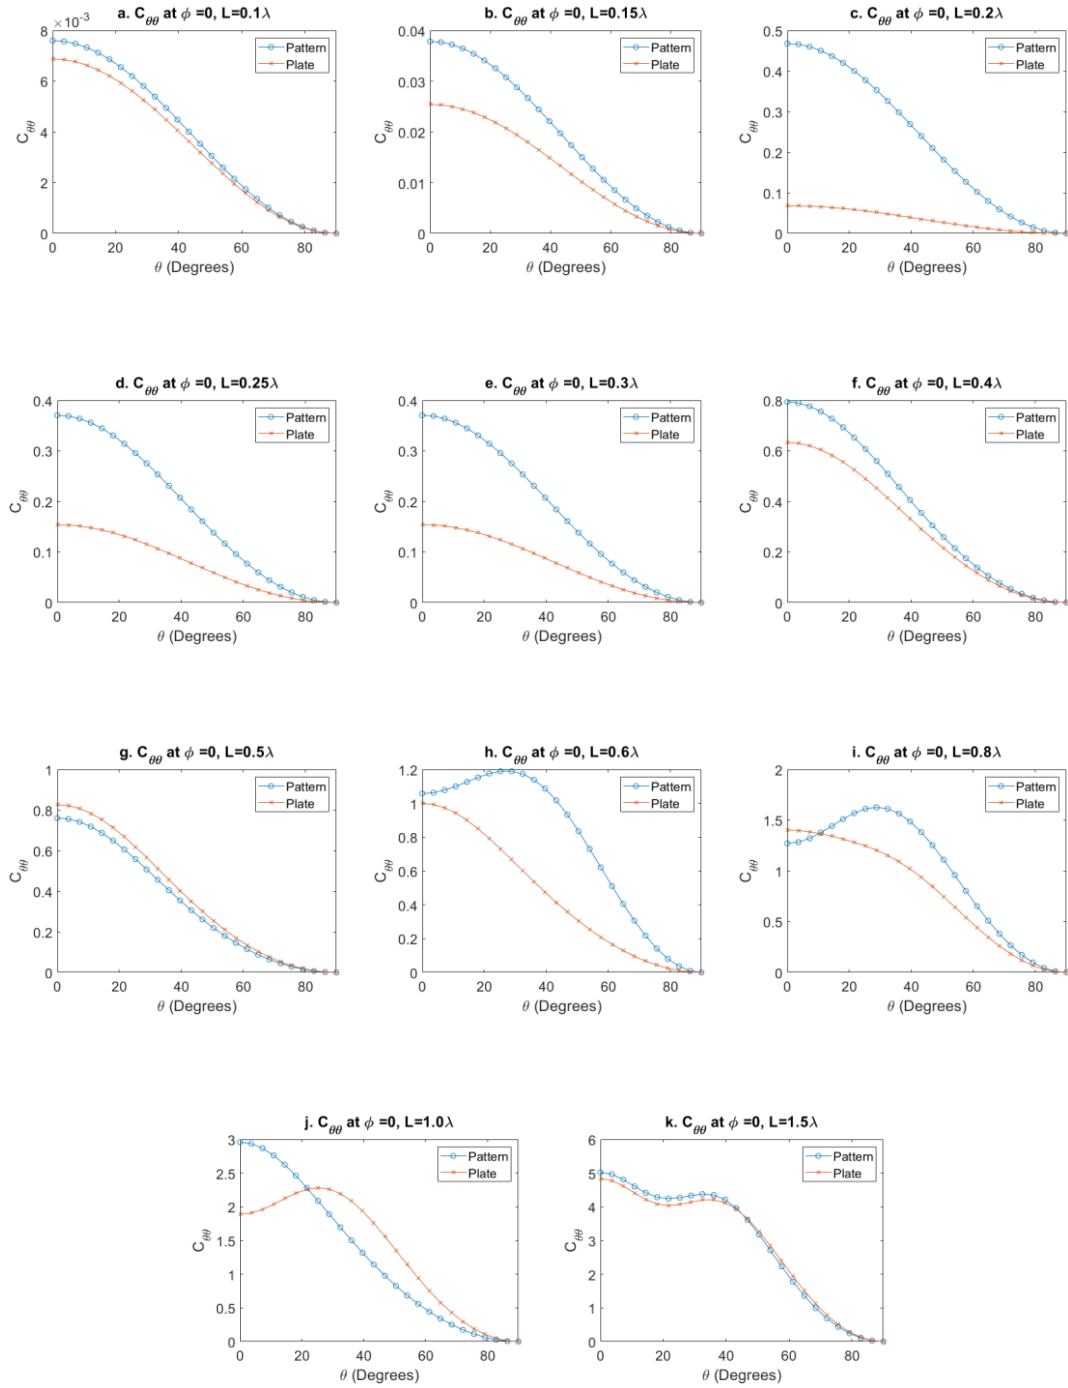 a. Cθθ at ϕ =0, L=0.1λ
×10⁻³
8
6
4
2
0
Cθθ
0 20 40 60 80
θ (Degrees)
Pattern
Plate
b. Cθθ at ϕ =0, L=0.15λ
0.04
0.03
0.02
0.01
0
Cθθ
0 20 40 60 80
θ (Degrees)
Pattern
Plate
c. Cθθ at ϕ =0, L=0.2λ
0.5
0.4
0.3
0.2
0.1
0
Cθθ
0 20 40 60 80
θ (Degrees)
Pattern
Plate
d. Cθθ at ϕ =0, L=0.25λ
0.4
0.3
0.2
0.1
0
Cθθ
0 20 40 60 80
θ (Degrees)
Pattern
Plate
e. Cθθ at ϕ =0, L=0.3λ
0.4
0.3
0.2
0.1
0
Cθθ
0 20 40 60 80
θ (Degrees)
Pattern
Plate
f. Cθθ at ϕ =0, L=0.4λ
0.8
0.6
0.4
0.2
0
Cθθ
0 20 40 60 80
θ (Degrees)
Pattern
Plate
g. Cθθ at ϕ =0, L=0.5λ
1
0.8
0.6
0.4
0.2
0
Cθθ
0 20 40 60 80
θ (Degrees)
Pattern
Plate
h. Cθθ at ϕ =0, L=0.6λ
1.2
1
0.8
0.6
0.4
0.2
0
Cθθ
0 20 40 60 80
θ (Degrees)
Pattern
Plate
i. Cθθ at ϕ =0, L=0.8λ
2
1.5
1
0.5
0
Cθθ
0 20 40 60 80
θ (Degrees)
Pattern
Plate
j. Cθθ at ϕ =0, L=1.0λ
3
2.5
2
1.5
1
0.5
0
Cθθ
0 20 40 60 80
θ (Degrees)
Pattern
Plate
k. Cθθ at ϕ =0, L=1.5λ
6
5
4
3
2
1
0
Cθθ
0 20 40 60 80
θ (Degrees)
Pattern
Plate